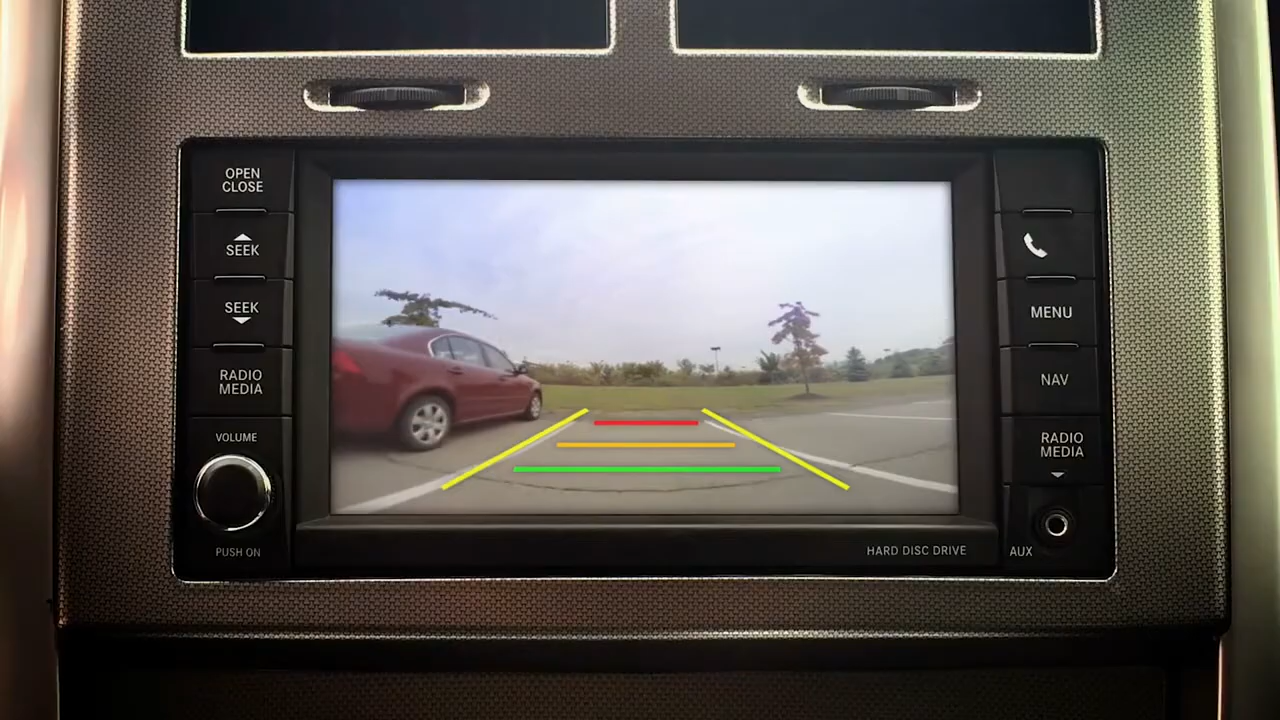 OPEN
CLOSE
SEEK
SEEK
RADIO
MEDIA
VOLUME
PUSH ON
MENU
NAV
RADIO
MEDIA
AUX
HARD DISC DRIVE